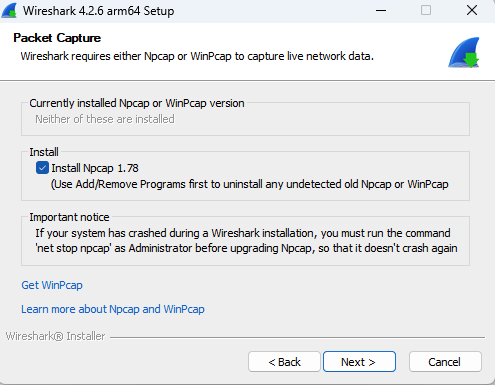 Wireshark 4.2.6 arm64 Setup
Packet Capture
Wireshark requires either Npcap or WinPcap to capture live network data.
Currently installed Npcap or WinPcap version
Neither of these are installed
Install
Install Npcap 1.78
(Use Add/Remove Programs first to uninstall any undetected old Npcap or WinPcap
Important notice
If your system has crashed during a Wireshark installation, you must run the command
'net stop npcap' as Administrator before upgrading Npcap, so that it doesn't crash again
Get WinPcap
Learn more about Npcap and WinPcap
Wireshark® Installer
< Back
Next >
Cancel